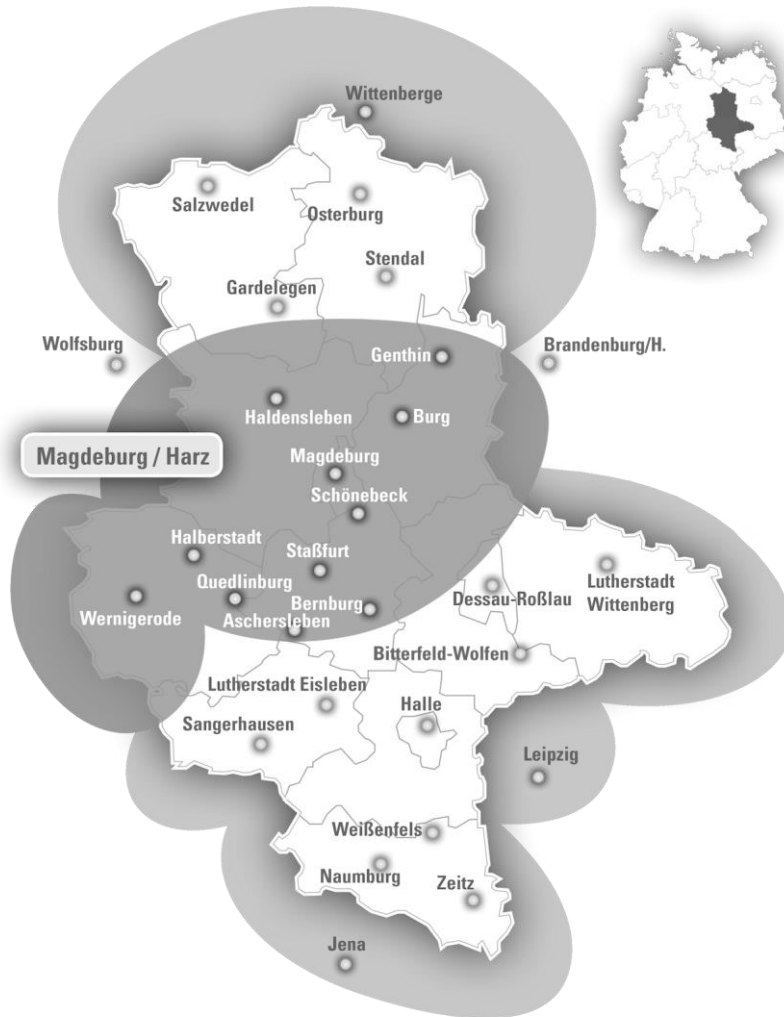 Wittenberge
Salzwedel
Osterburg
Stendal
Gardelegen
Wolfsburg
Genthin
Brandenburg/H.
Haldensleben
Burg
Magdeburg / Harz
Magdeburg
Schönebeck
Halberstadt
Staßfurt
Quedlinburg
Wernigerode
Bernburg
Aschersleben
Dessau-Roßlau
Lutherstadt
Wittenberg
Bitterfeld-Wolfen
Lutherstadt Eisleben
Halle
Sangerhausen
Leipzig
Weißenfels
Naumburg
Zeitz
Jena